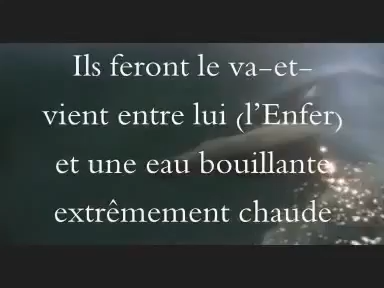 Ils feront le va-et-
vient entre lui (l'Enfer)
et une eau bouillante
extrêmement chaude